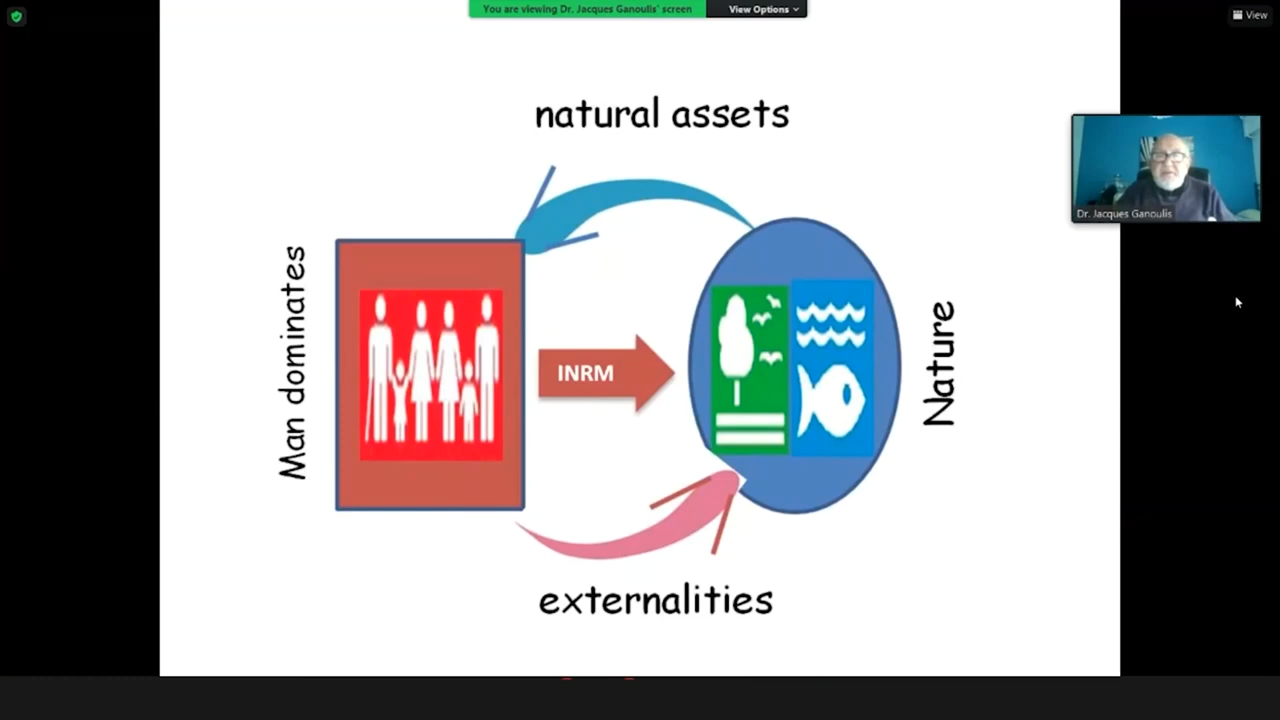 You are viewing Dr. Jacques Ganoulis' screen
View Options
View
natural assets
Dr. Jacques Ganoulis
Man dominates
INRM
Nature
externalities